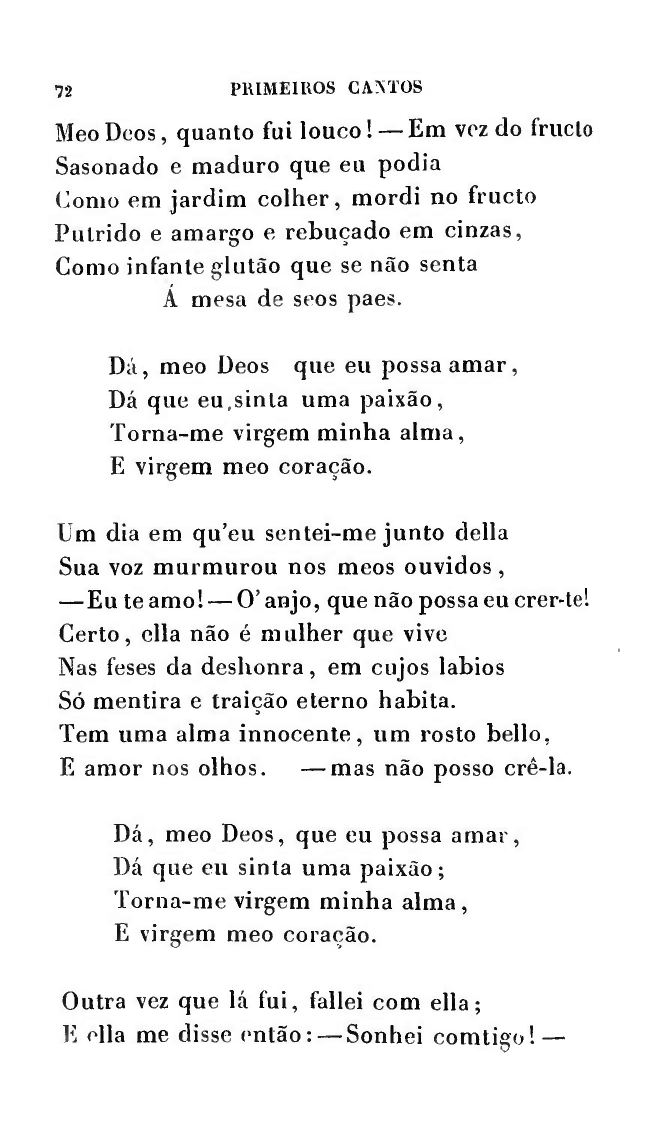 72 PRIMEIROS CANTOS
Meo Deos, quanto fui louco! — Em vez do fructo
Sasonado e maduro que eu podia
Como em jardim colher, mordi no fructo
Putrido e amargo e rebuçado em cinzas,
Como infante glutão que se não senta
Á mesa de seos paes.
Dá, meo Deos que eu possa amar,
Dá que eu sinta uma paixão,
Torna-me virgem minha alma,
E virgem meo coração.
Um dia em qu'eu sentei-me junto della
Sua voz murmurou nos meos ouvidos,
— Eu te amo! — O' anjo, que não possa eu crer-te!
Certo, ella não é mulher que vive
Nas feses da deshonra, em cujos labios
Só mentira e traição eterno habita.
Tem uma alma innocente, um rosto bello,
E amor nos olhos. — mas não posso crê-la.
Dá, meo Deos, que eu possa amar,
Dá que eu sinta uma paixão;
Torna-me virgem minha alma,
E virgem meo coração.
Outra vez que lá fui, fallei com ella;
E ella me disse então: — Sonhei comtigo! —